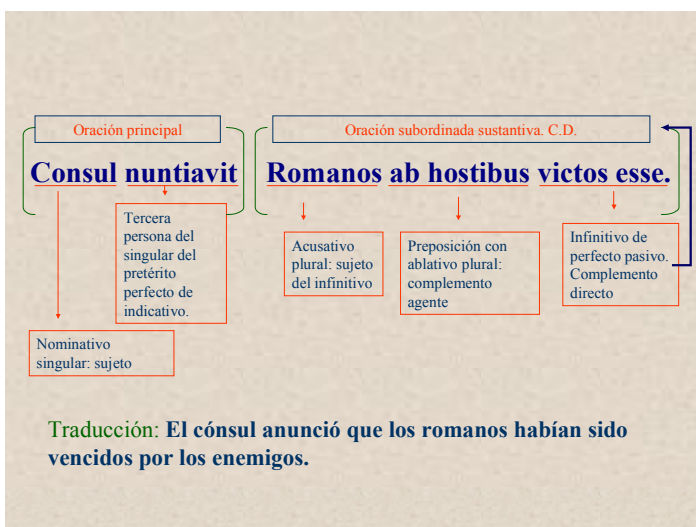 Oración principal
Oración subordinada sustantiva. C.D.
Consul nuntiavit Romanos ab hostibus victos esse.
Tercera
persona del
singular del
pretérito
perfecto de
indicativo.
Acusativo
plural: sujeto
del infinitivo
Preposición con
ablativo plural:
complemento
agente
Infinitivo de
perfecto pasivo.
Complemento
directo
Nominativo
singular: sujeto
Traducción: El cónsul anunció que los romanos habían sido
vencidos por los enemigos.